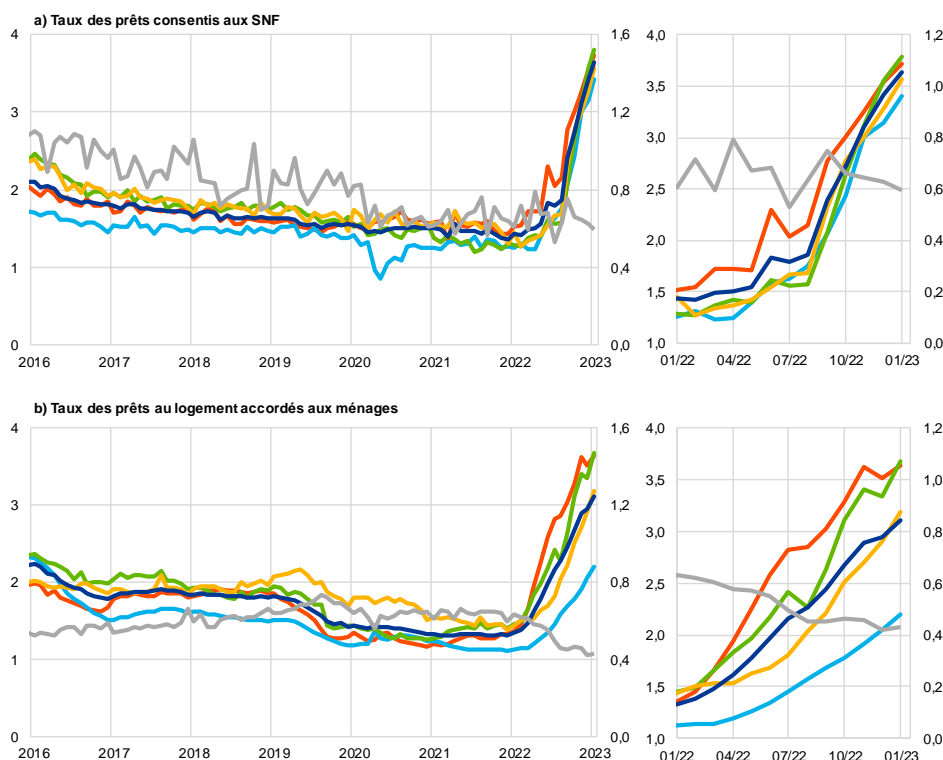 a) Taux des prêts consentis aux SNF
4 1,6 4,0 1,2
3,5 1,0
3 1,2
3,0 0,8
2 0,8 2,5 0,6
2,0 0,4
1 0,4
1,5 0,2
0 0,0 1,0 0,0
2016 2017 2018 2019 2020 2021 2022 2023 01/22 04/22 07/22 10/22 01/23
b) Taux des prêts au logement accordés aux ménages
4 1,6 4,0 1,2
3,5 1,0
3 1,2
3,0 0,8
2 0,8 2,5 0,6
2,0 0,4
1 0,4
1,5 0,2
0 0,0 1,0 0,0
2016 2017 2018 2019 2020 2021 2022 2023 01/22 04/22 07/22 10/22 01/23